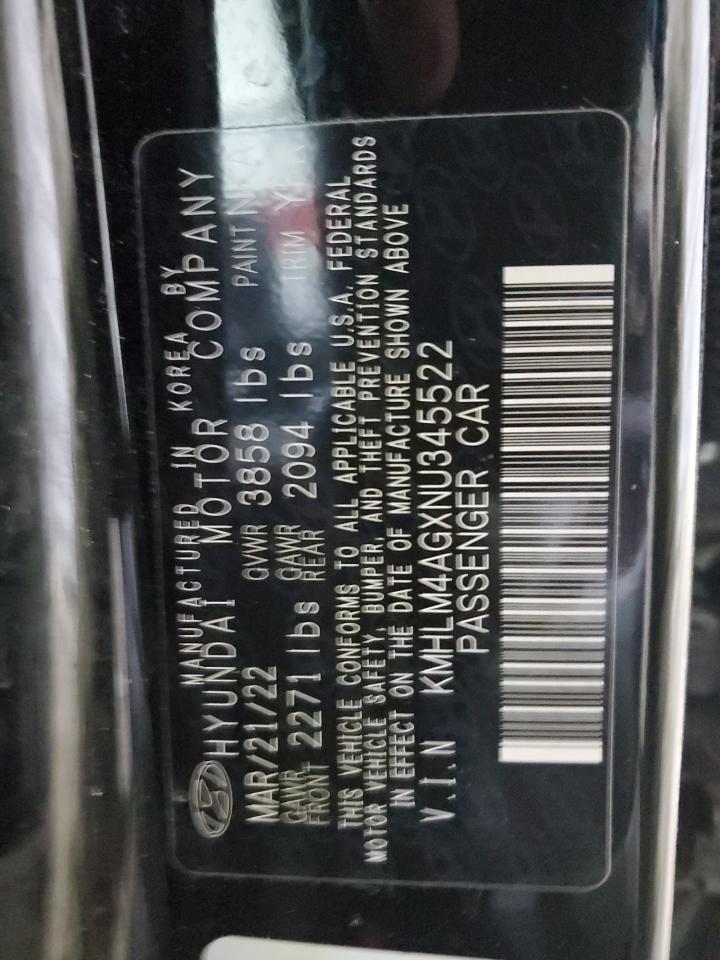 MANUFACTURED IN KOREA BY
HYUNDAI MOTOR COMPANY
MAR/21/22 GVWR 3858 lbs PAINT
GAWR FRONT 2271 lbs GAWR REAR 2094 lbs TRIM
THIS VEHICLE CONFORMS TO ALL APPLICABLE U.S.A. FEDERAL
MOTOR VEHICLE SAFETY, BUMPER, AND THEFT PREVENTION STANDARDS
IN EFFECT ON THE DATE OF MANUFACTURE SHOWN ABOVE
V.I.N KMHLM4AGXNU345522
PASSENGER CAR